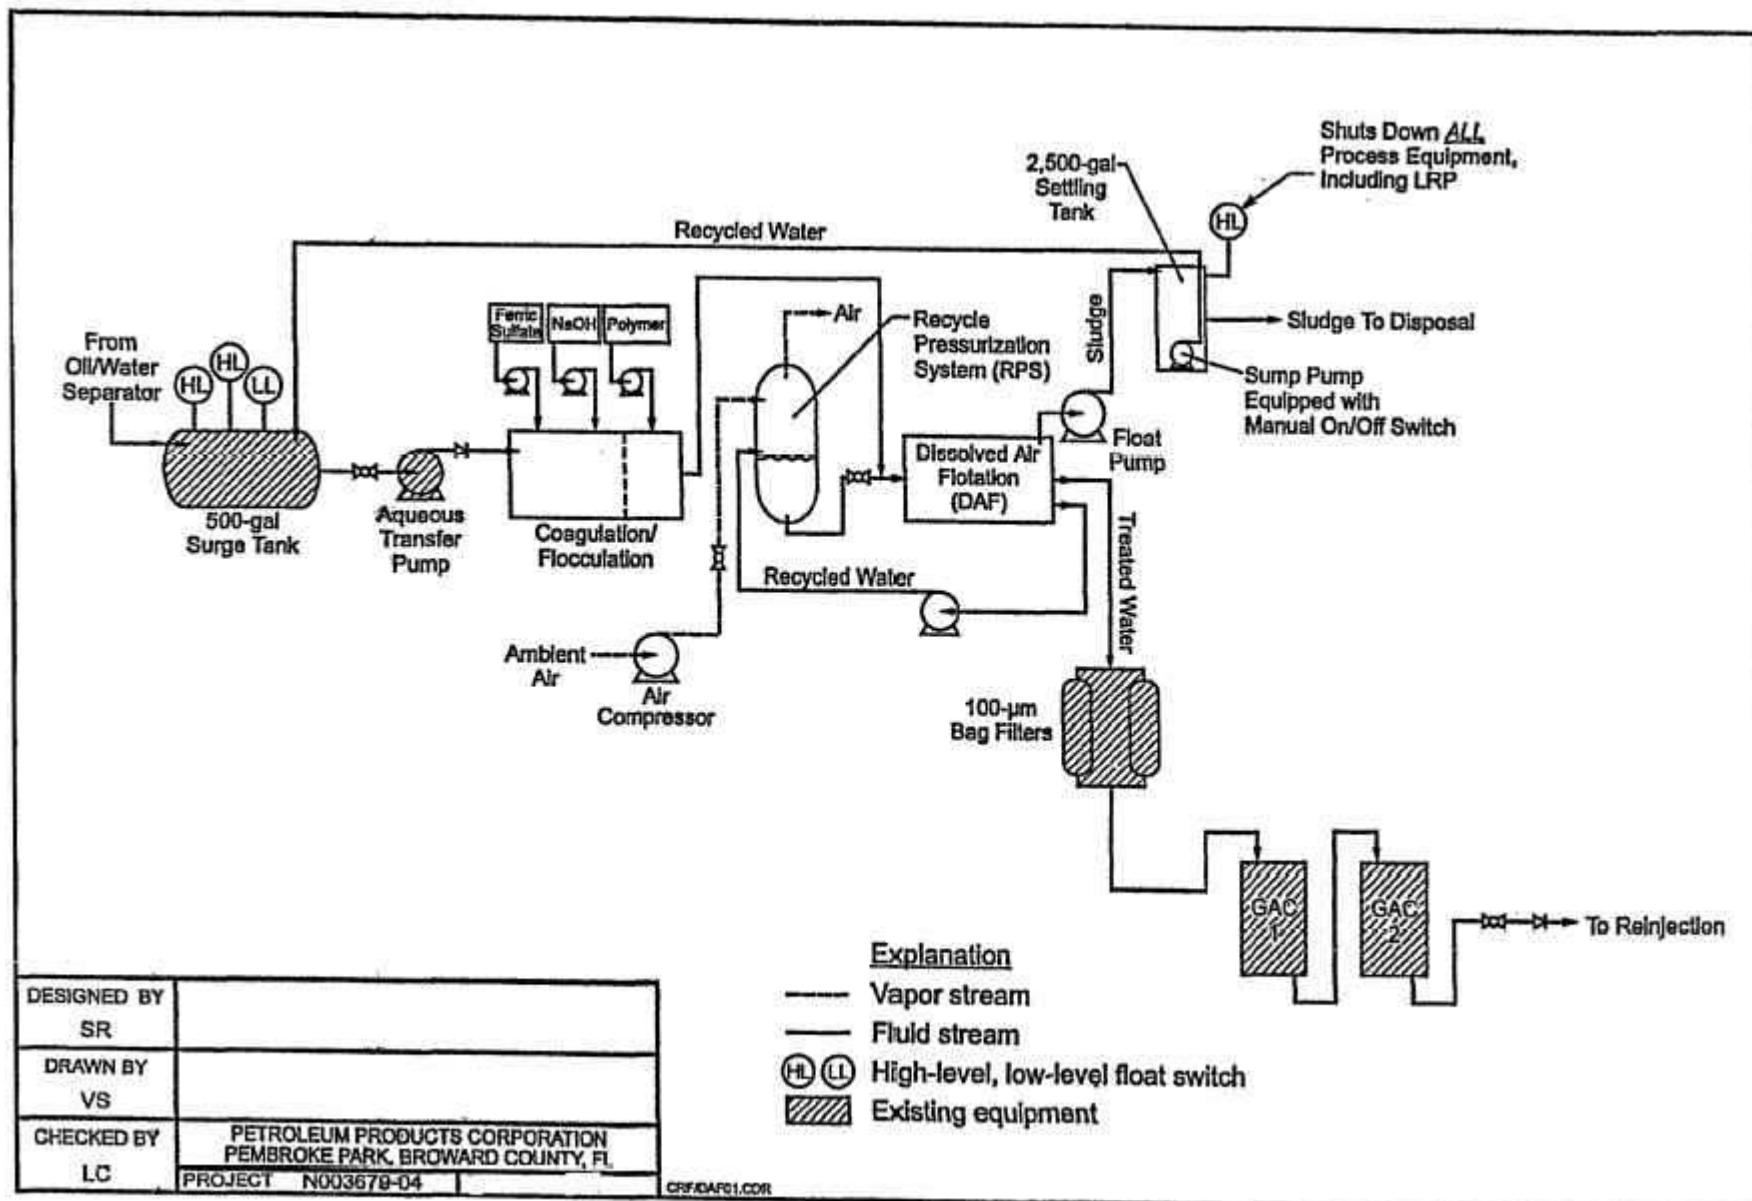 Shuts Down ALL
Process Equipment,
Including LRP
2,500-gal
Settling
Tank
HL
Recycled Water
Ferric
Sulfate
NaOH
Polymer
Air
Recycle
Pressurization
System (RPS)
Sludge
Sludge To Disposal
From
Oil/Water
Separator
HL
HL
LL
Sump Pump
Equipped with
Manual On/Off Switch
Float
Pump
Dissolved Air
Flotation
(DAF)
500-gal
Surge Tank
Aqueous
Transfer
Pump
Coagulation/
Flocculation
Recycled Water
Treated Water
Ambient
Air
Air
Compressor
100-µm
Bag Filters
GAC
1
GAC
2
To Reinjection
Explanation
Vapor stream
Fluid stream
HL LL High-level, low-level float switch
Existing equipment
DESIGNED BY
SR
DRAWN BY
VS
CHECKED BY
LC
PETROLEUM PRODUCTS CORPORATION
PEMBROKE PARK, BROWARD COUNTY, FL
PROJECT N003679-04
CRF/DAF01.CDR